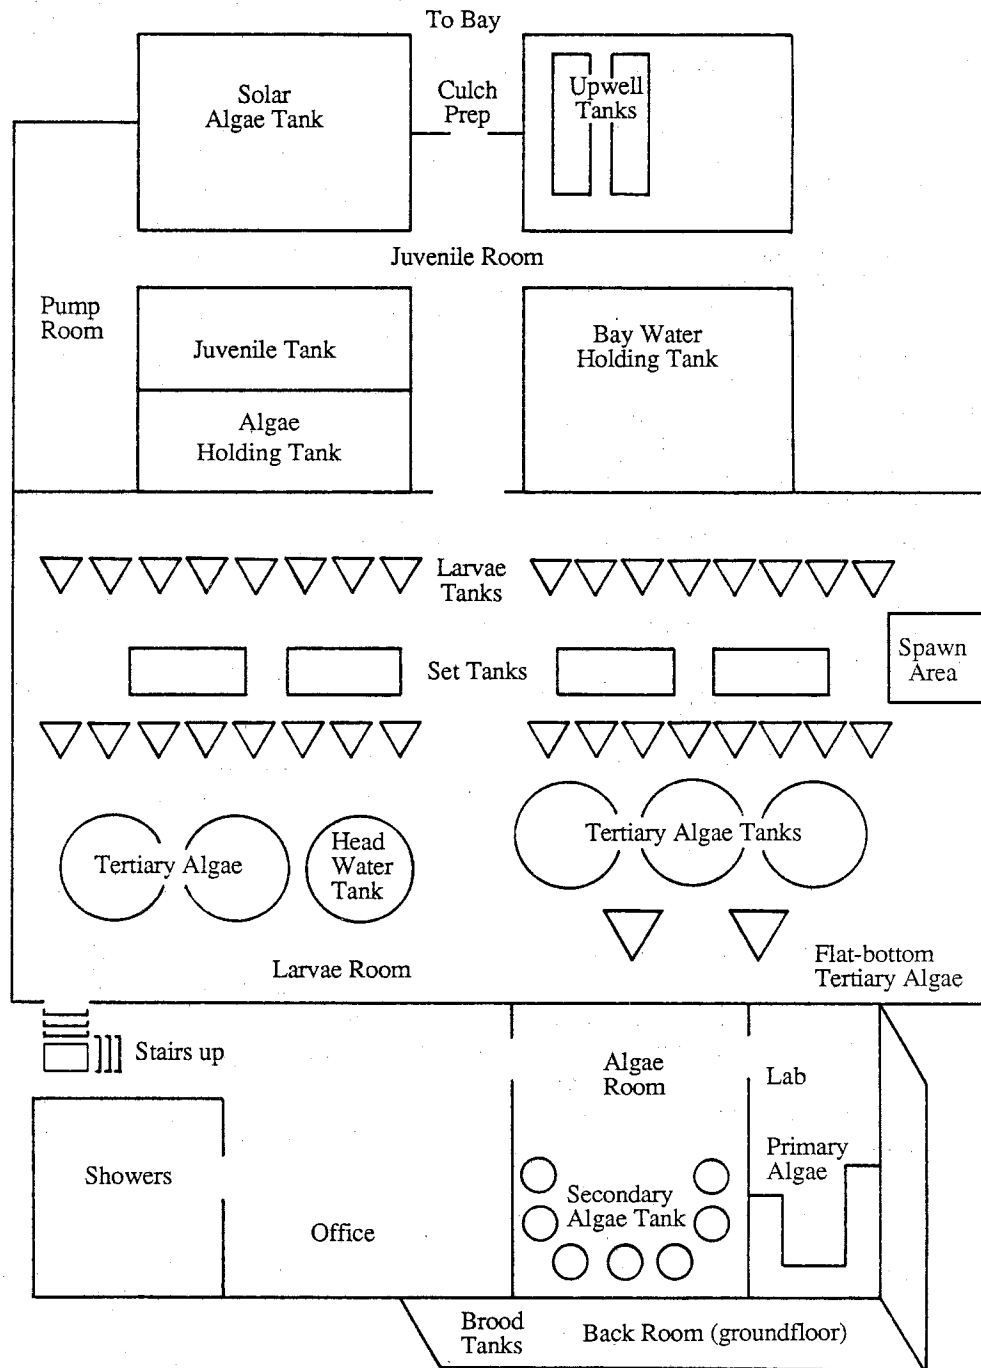 To Bay
Solar
Algae Tank
Culch
Prep
Upwell
Tanks
Juvenile Room
Pump
Room
Juvenile Tank
Bay Water
Holding Tank
Algae
Holding Tank
Larvae
Tanks
Set Tanks
Spawn
Area
Tertiary Algae
Head
Water
Tank
Tertiary Algae Tanks
Larvae Room
Flat-bottom
Tertiary Algae
Stairs up
Algae
Room
Lab
Showers
Primary
Algae
Secondary
Algae Tank
Office
Brood
Tanks
Back Room (groundfloor)